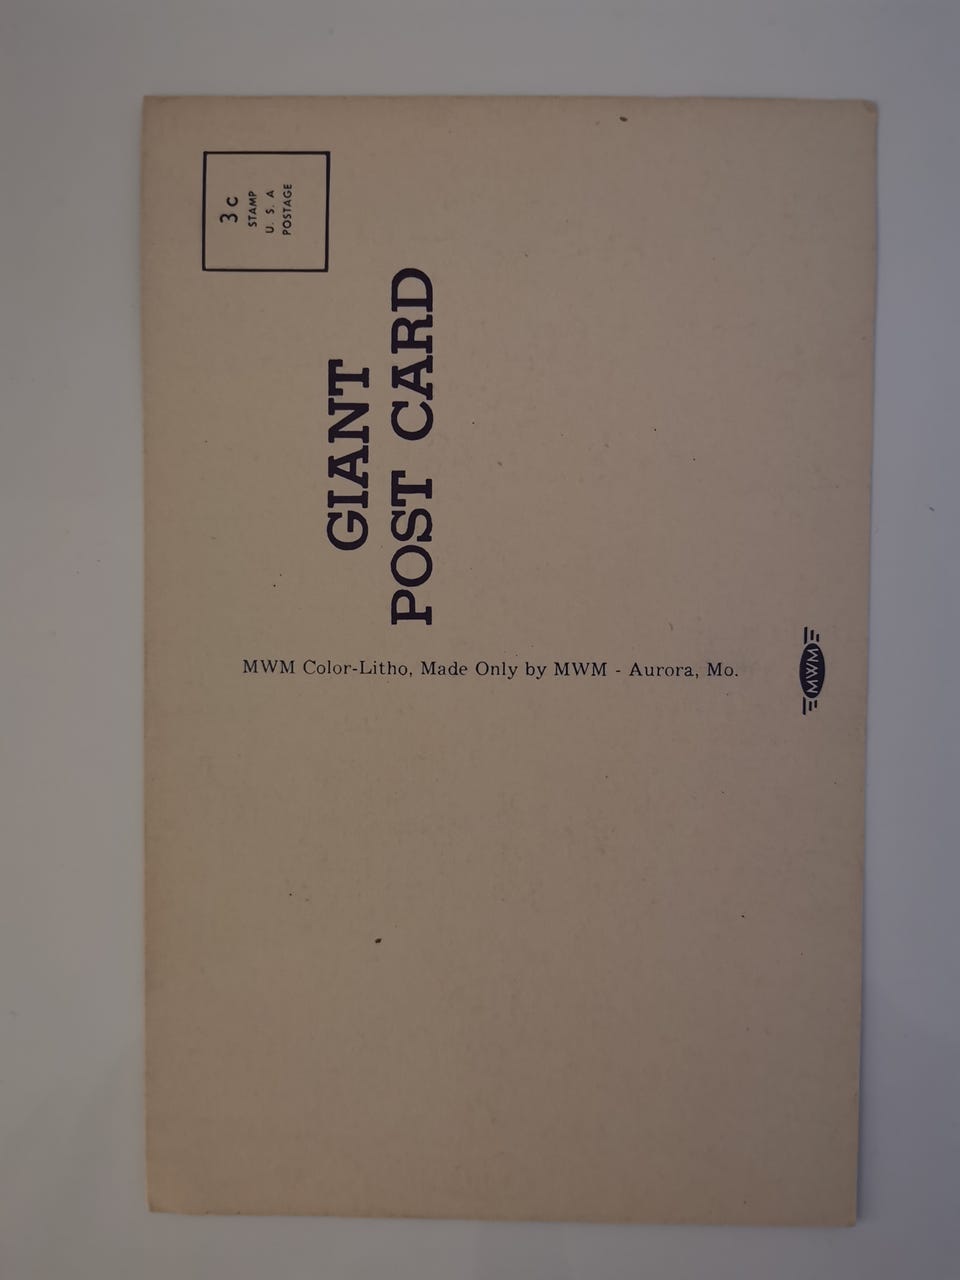 3c
STAMP
U. S. A
POSTAGE
GIANT
POST CARD
MWM Color-Litho, Made Only by MWM - Aurora, Mo.
MWM